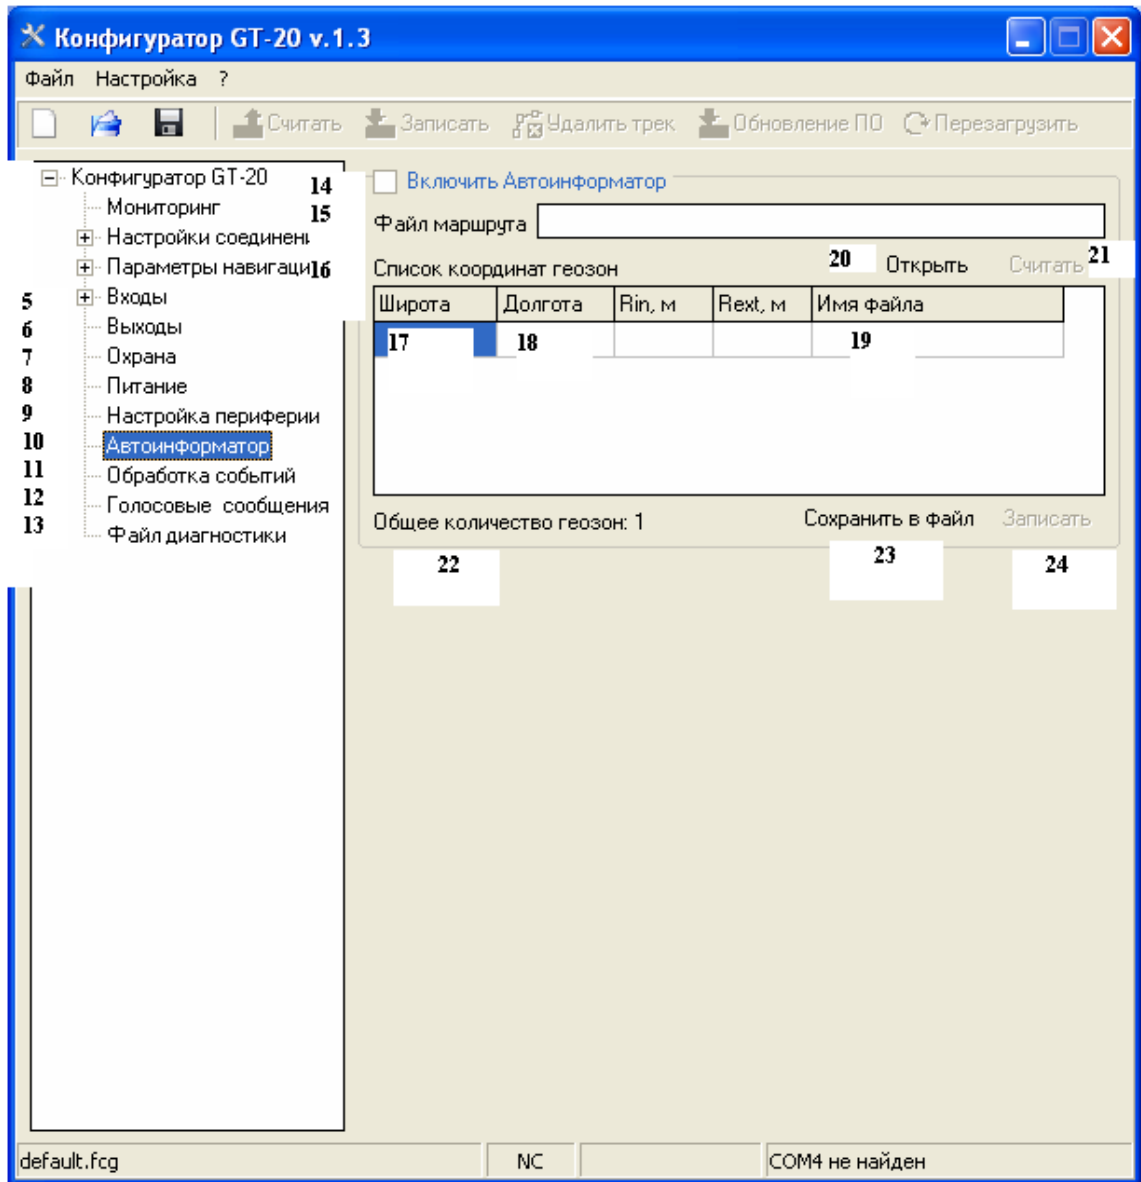 Конфигуратор GT-20 v.1.3
Файл Настройка ?
Считать Записать Удалить трек Обновление ПО Перезагрузить
Конфигуратор GT-20
Мониторинг
Настройки соединени
Параметры навигаци
5 Входы
6 Выходы
7 Охрана
8 Питание
9 Настройка периферии
10 Автоинформатор
11 Обработка событий
12 Голосовые сообщения
13 Файл диагностики
14 Включить Автоинформатор
15 Файл маршрута
16 Список координат геозон 20 Открыть Считать 21
Широта Долгота Rin, м Rext, м Имя файла
17 18 19
Общее количество геозон: 1 Сохранить в файл Записать
22 23 24
default.fcg NC COM4 не найден